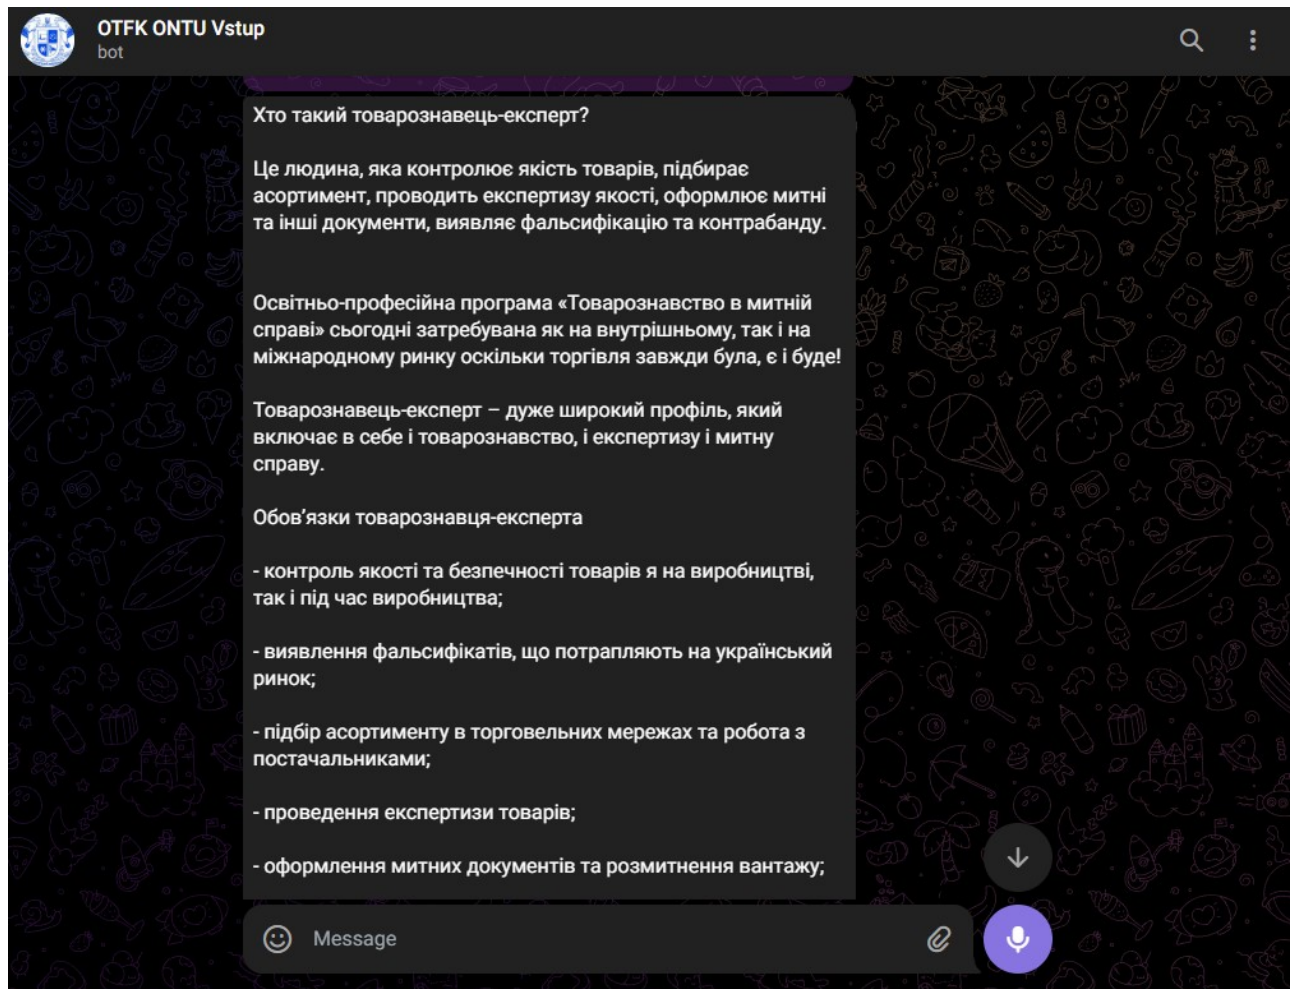 OTFK ONTU Vstup
bot
Хто такий товарознавець-експерт?
Це людина, яка контролює якість товарів, підбирає
асортимент, проводить експертизу якості, оформлює митні
та інші документи, виявляє фальсифікацію та контрабанду.
Освітньо-професійна програма «Товарознавство в митній
справі» сьогодні затребувана як на внутрішньому, так і на
міжнародному ринку оскільки торгівля завжди була, є і буде!
Товарознавець-експерт – дуже широкий профіль, який
включає в себе і товарознавство, і експертизу і митну
справу.
Обов’язки товарознавця-експерта
- контроль якості та безпечності товарів я на виробництві,
так і під час виробництва;
- виявлення фальсифікатів, що потрапляють на український
ринок;
- підбір асортименту в торговельних мережах та робота з
постачальниками;
- проведення експертизи товарів;
- оформлення митних документів та розмитнення вантажу;
Message